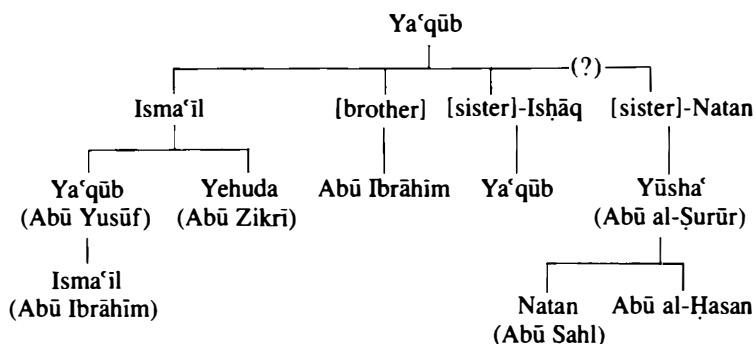 Yaʿqūb
(?)
Ismaʿīl [brother] [sister]-Isḥāq [sister]-Natan
Yaʿqūb Yehuda Abū Ibrāhīm Yaʿqūb Yūshaʿ
(Abū Yusūf) (Abū Zikrī) (Abū al-Ṣurūr)
Ismaʿīl
(Abū Ibrāhīm) Natan Abū al-Ḥasan
(Abū Sahl)